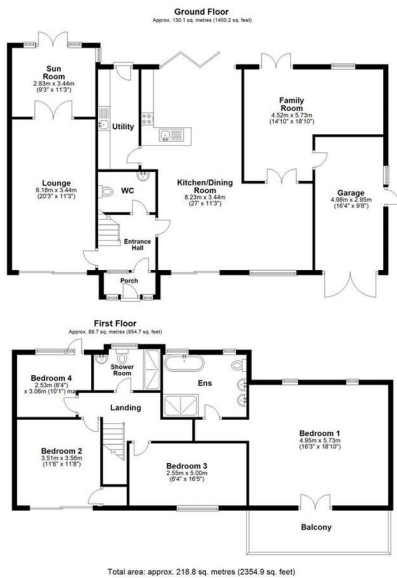 Ground Floor
Approx. 130.1 sq. metres (1400.2 sq. feet)
Sun
Room
2.83m x 3.44m
(9'3" x 11'3")
Utility
Family
Room
4.52m x 5.73m
(14'10" x 18'10")
Lounge
6.18m x 3.44m
(20'3" x 11'3")
WC
Kitchen/Dining
Room
8.23m x 3.44m
(27' x 11'3")
Garage
4.98m x 2.95m
(16'4" x 9'8")
Entrance
Hall
Porch
First Floor
Approx. 88.7 sq. metres (954.7 sq. feet)
Bedroom 4
2.53m (8'4")
x 3.06m (10'1") max
Shower
Room
Ens
Landing
Bedroom 1
4.95m x 5.73m
(16'3" x 18'10")
Bedroom 2
3.51m x 3.56m
(11'6" x 11'8")
Bedroom 3
2.55m x 5.00m
(8'4" x 16'5")
Balcony
Total area: approx. 218.8 sq. metres (2354.9 sq. feet)